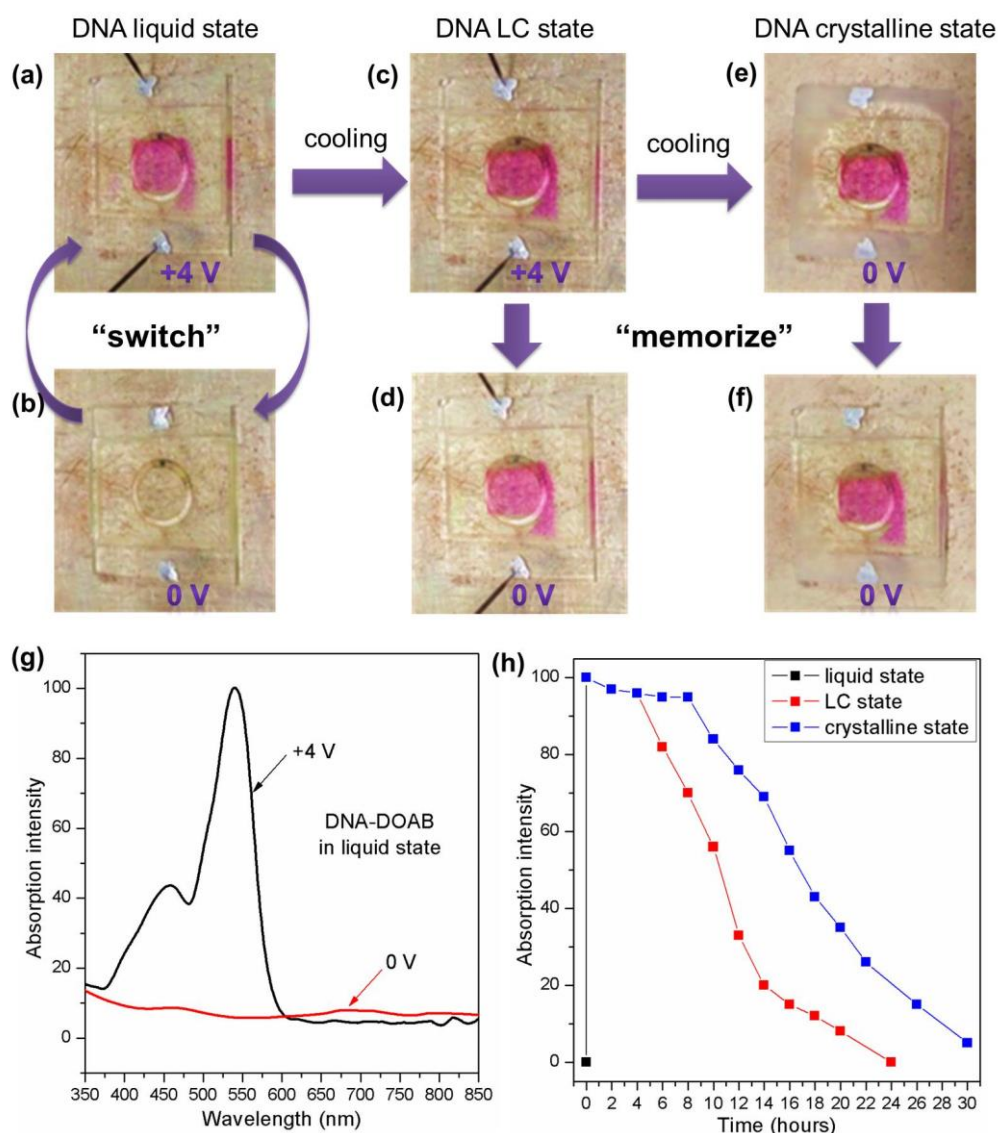 DNA liquid state
DNA LC state
DNA crystalline state
(a)
(c)
(e)
cooling
cooling
+4 V
+4 V
0 V
“switch”
“memorize”
(b)
(d)
(f)
0 V
0 V
0 V
(g)
100
80
60
40
20
0
Absorption intensity
+4 V
DNA-DOAB
in liquid state
0 V
350 400 450 500 550 600 650 700 750 800 850
Wavelength (nm)
(h)
liquid state
LC state
crystalline state
100
80
60
40
20
0
Absorption intensity
0 2 4 6 8 10 12 14 16 18 20 22 24 26 28 30
Time (hours)